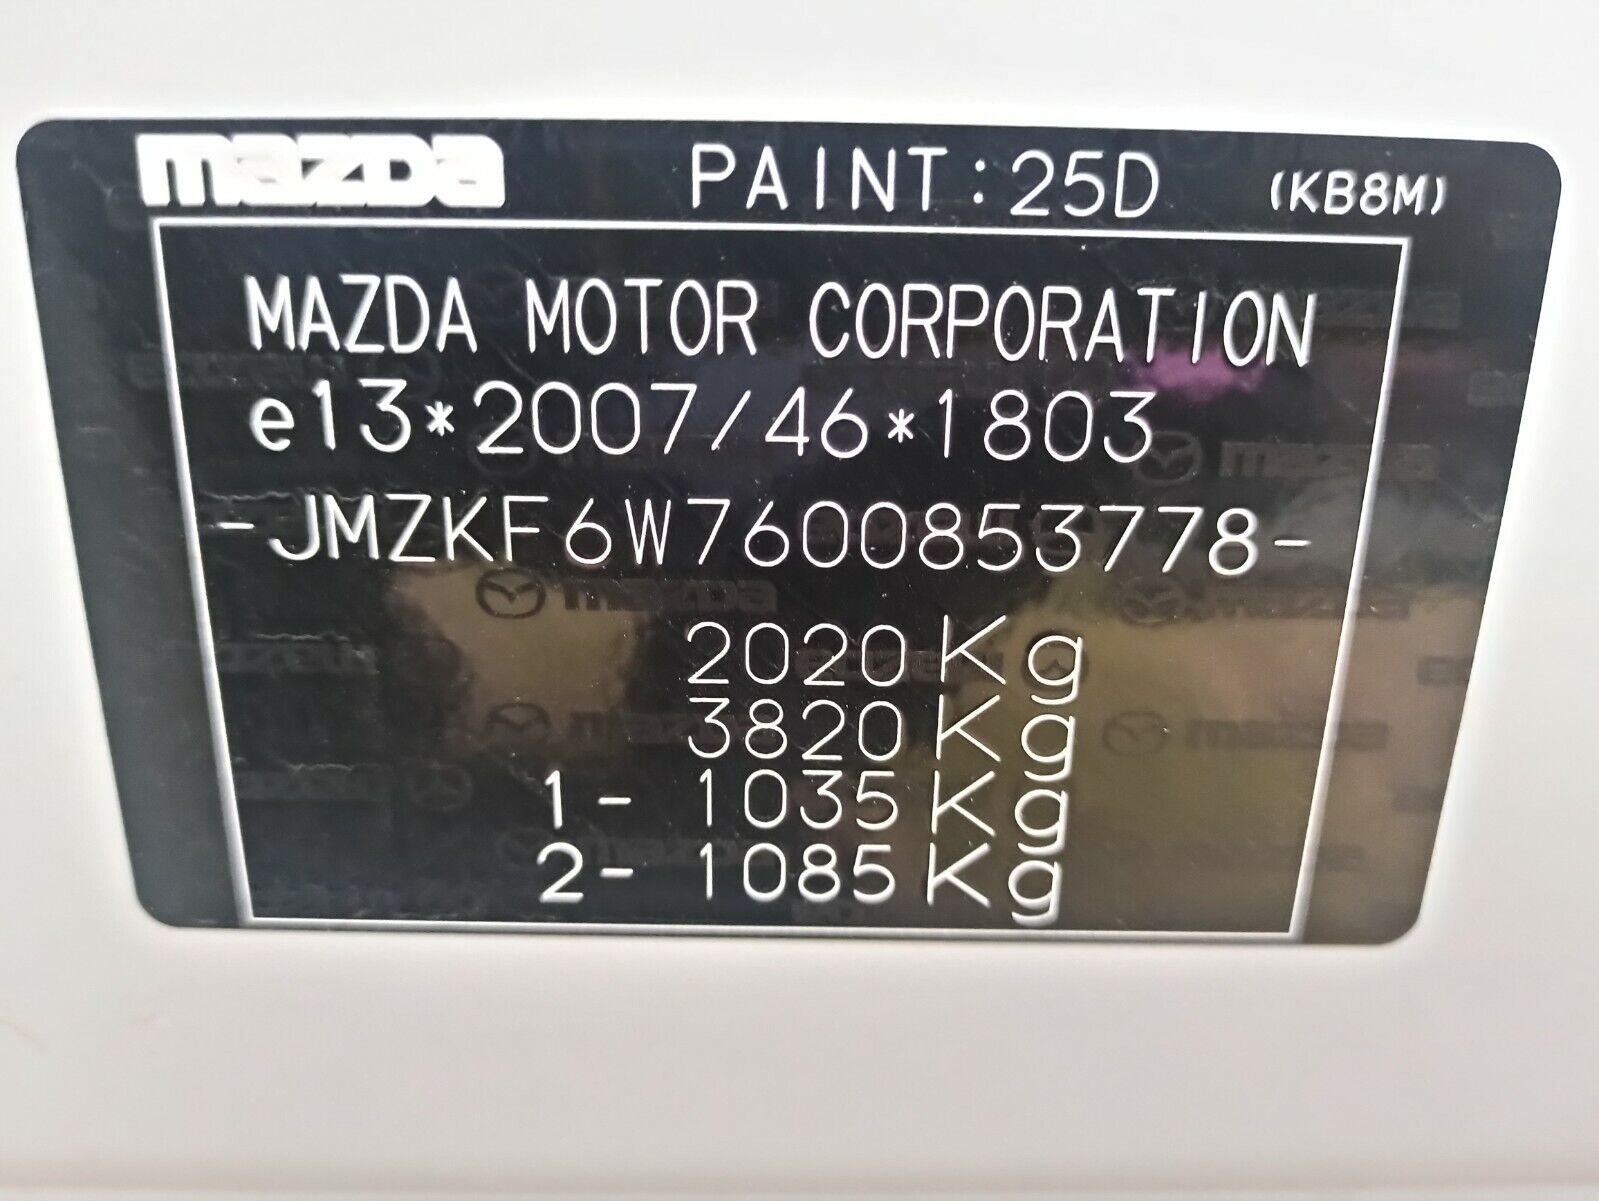 mazda PAINT:25D (KB8M)
MAZDA MOTOR CORPORATION
e13*2007/46*1803
-JMZKF6W7600853778-
2020Kg
3820Kg
1- 1035Kg
2- 1085Kg